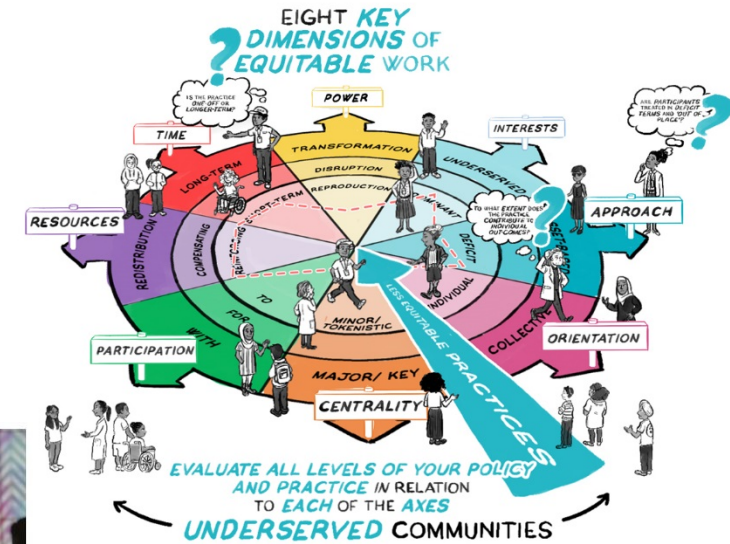 EIGHT KEY
DIMENSIONS OF
EQUITABLE WORK
IS THE PRACTICE
ONE-OFF OR
LONGER-TERM?
POWER
ARE PARTICIPANTS
TREATED IN DEFICIT
TERMS AND 'OUT OF
PLACE'?
TIME
INTERESTS
TRANSFORMATION
DISRUPTION
REPRODUCTION
LONG-TERM
SHORT-TERM
UNDERSERVED
TO WHAT EXTENT DOES
THE PRACTICE
CONTRIBUTE TO
INDIVIDUAL
OUTCOMES?
RESOURCES
APPROACH
REDISTRIBUTION
COMPENSATING
DEFICIT
INDIVIDUAL
COLLECTIVE
PARTICIPATION
WITH
FOR
TO
MINOR/
TOKENISTIC
MAJOR/ KEY
CENTRALITY
ORIENTATION
LESS EQUITABLE PRACTICES
EVALUATE ALL LEVELS OF YOUR POLICY
AND PRACTICE IN RELATION
TO EACH OF THE AXES
UNDERSERVED COMMUNITIES